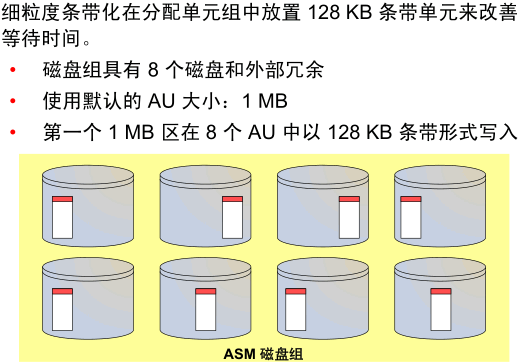 细粒度条带化在分配单元组中放置 128 KB 条带单元来改善
等待时间。
• 磁盘组具有 8 个磁盘和外部冗余
• 使用默认的 AU 大小：1 MB
• 第一个 1 MB 区在 8 个 AU 中以 128 KB 条带形式写入
ASM 磁盘组